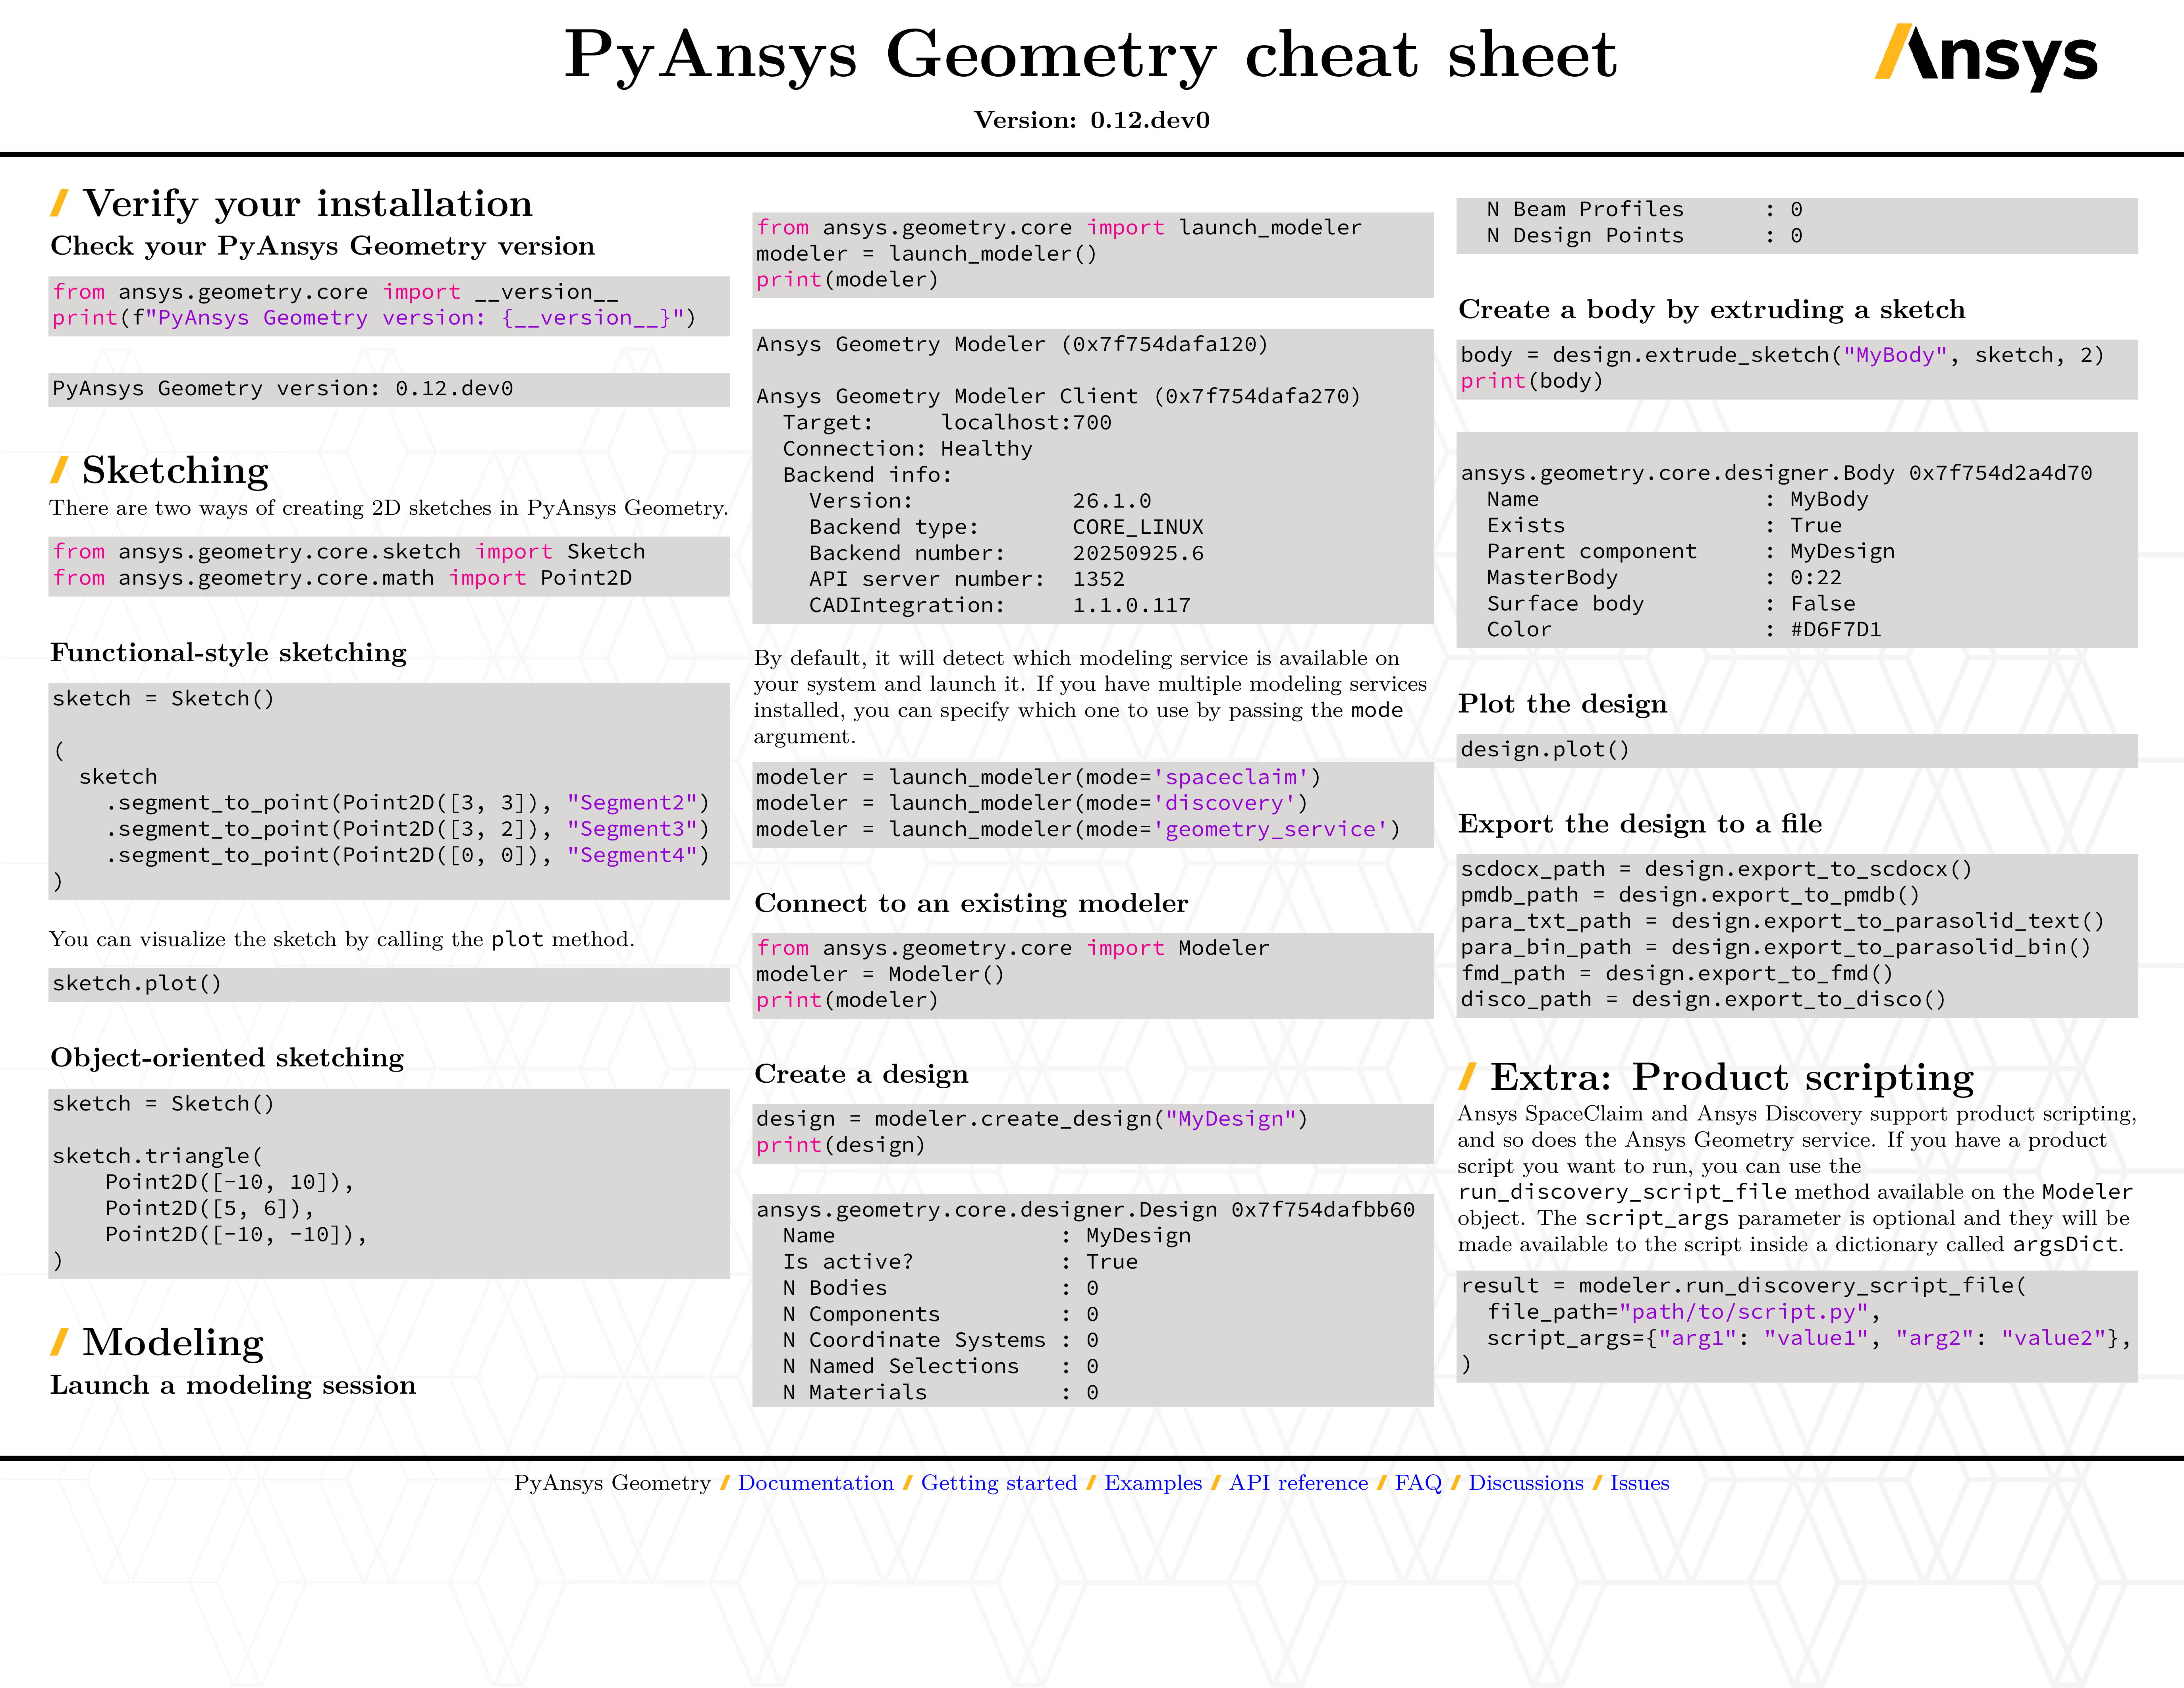 PyAnsys Geometry cheat sheet
Ansys
Version: 0.12.dev0
Verify your installation
Check your PyAnsys Geometry version
from ansys.geometry.core import __version__
print(f"PyAnsys Geometry version: {__version__}")
PyAnsys Geometry version: 0.12.dev0
Sketching
There are two ways of creating 2D sketches in PyAnsys Geometry.
from ansys.geometry.core.sketch import Sketch
from ansys.geometry.core.math import Point2D
Functional-style sketching
sketch = Sketch()
(
  sketch
    .segment_to_point(Point2D([3, 3]), "Segment2")
    .segment_to_point(Point2D([3, 2]), "Segment3")
    .segment_to_point(Point2D([0, 0]), "Segment4")
)
You can visualize the sketch by calling the plot method.
sketch.plot()
Object-oriented sketching
sketch = Sketch()
sketch.triangle(
    Point2D([-10, 10]),
    Point2D([5, 6]),
    Point2D([-10, -10]),
)
Modeling
Launch a modeling session
from ansys.geometry.core import launch_modeler
modeler = launch_modeler()
print(modeler)
Ansys Geometry Modeler (0x7f754dafa120)
Ansys Geometry Modeler Client (0x7f754dafa270)
  Target:     localhost:700
  Connection: Healthy
  Backend info:
    Version:            26.1.0
    Backend type:       CORE_LINUX
    Backend number:     20250925.6
    API server number:  1352
    CADIntegration:     1.1.0.117
By default, it will detect which modeling service is available on
your system and launch it. If you have multiple modeling services
installed, you can specify which one to use by passing the mode
argument.
modeler = launch_modeler(mode='spaceclaim')
modeler = launch_modeler(mode='discovery')
modeler = launch_modeler(mode='geometry_service')
Connect to an existing modeler
from ansys.geometry.core import Modeler
modeler = Modeler()
print(modeler)
Create a design
design = modeler.create_design("MyDesign")
print(design)
ansys.geometry.core.designer.Design 0x7f754dafbb60
  Name                 : MyDesign
  Is active?           : True
  N Bodies             : 0
  N Components         : 0
  N Coordinate Systems : 0
  N Named Selections   : 0
  N Materials          : 0
  N Beam Profiles      : 0
  N Design Points      : 0
Create a body by extruding a sketch
body = design.extrude_sketch("MyBody", sketch, 2)
print(body)
ansys.geometry.core.designer.Body 0x7f754d2a4d70
  Name                 : MyBody
  Exists               : True
  Parent component     : MyDesign
  MasterBody           : 0:22
  Surface body         : False
  Color                : #D6F7D1
Plot the design
design.plot()
Export the design to a file
scdocx_path = design.export_to_scdocx()
pmdb_path = design.export_to_pmdb()
para_txt_path = design.export_to_parasolid_text()
para_bin_path = design.export_to_parasolid_bin()
fmd_path = design.export_to_fmd()
disco_path = design.export_to_disco()
Extra: Product scripting
Ansys SpaceClaim and Ansys Discovery support product scripting,
and so does the Ansys Geometry service. If you have a product
script you want to run, you can use the
run_discovery_script_file method available on the Modeler
object. The script_args parameter is optional and they will be
made available to the script inside a dictionary called argsDict.
result = modeler.run_discovery_script_file(
  file_path="path/to/script.py",
  script_args={"arg1": "value1", "arg2": "value2"},
)
PyAnsys Geometry / Documentation / Getting started / Examples / API reference / FAQ / Discussions / Issues